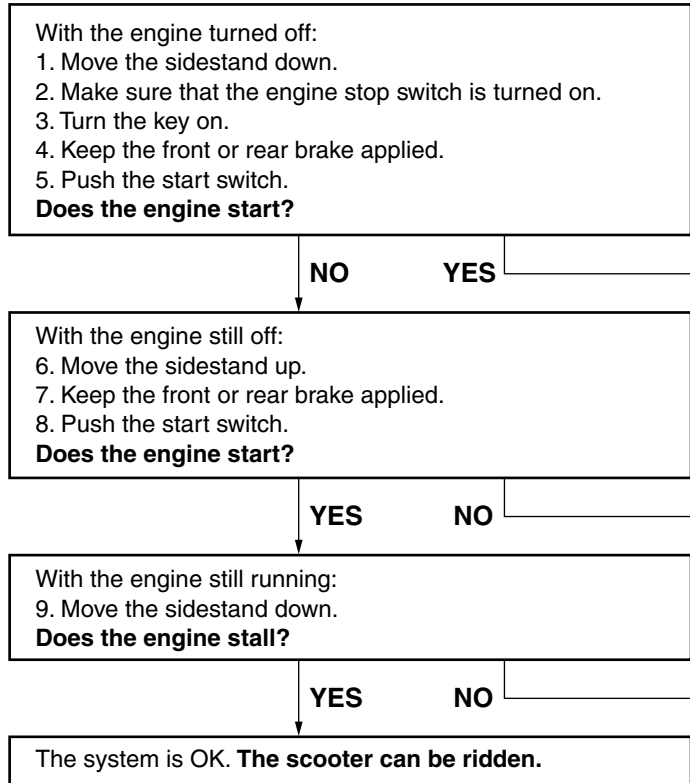 With the engine turned off:
1. Move the sidestand down.
2. Make sure that the engine stop switch is turned on.
3. Turn the key on.
4. Keep the front or rear brake applied.
5. Push the start switch.
Does the engine start?
NO YES
With the engine still off:
6. Move the sidestand up.
7. Keep the front or rear brake applied.
8. Push the start switch.
Does the engine start?
YES NO
With the engine still running:
9. Move the sidestand down.
Does the engine stall?
YES NO
The system is OK. The scooter can be ridden.